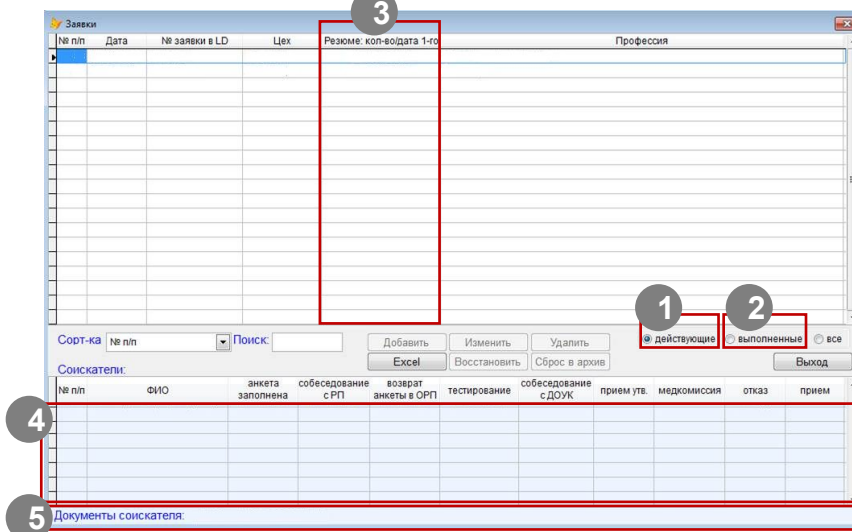 3
Заявки
№ п/п Дата № заявки в LD Цех Резюме: кол-во/дата 1-го Профессия
1 2
Сорт-ка № п/п Поиск: Добавить Изменить Удалить действующие выполненные все
Excel Восстановить Сброс в архив Выход
Соискатели:
№ п/п ФИО анкета заполнена собеседование с РП возврат анкеты в ОРП тестирование собеседование с ДОУК прием утв. медкомиссия отказ прием
4
5 Документы соискателя: